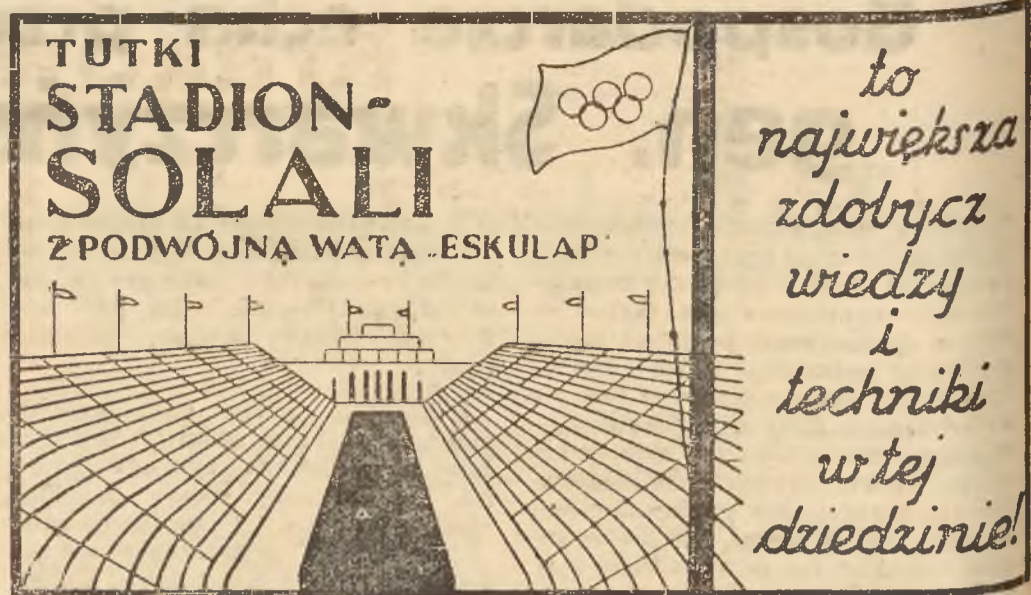 TUTKI
STADION-
SOLALI
Z PODWÓJNĄ WATĄ „ESKULAP"
to
największa
zdobycz
wiedzy
i
techniki
w tej
dziedzinie!